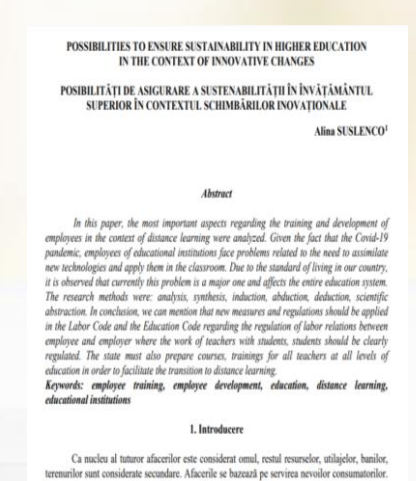 POSSIBILITIES TO ENSURE SUSTAINABILITY IN HIGHER EDUCATION
IN THE CONTEXT OF INNOVATIVE CHANGES
POSIBILITĂȚI DE ASIGURARE A SUSTENABILITĂȚII ÎN ÎNVĂȚĂMÂNTUL
SUPERIOR ÎN CONTEXTUL SCHIMBĂRILOR INOVAȚIONALE
Alina SUSLENCO¹
Abstract
In this paper, the most important aspects regarding the training and development of
employees in the context of distance learning were analyzed. Given the fact that the Covid-19
pandemic, employees of educational institutions face problems related to the need to assimilate
new technologies and apply them in the classroom. Due to the standard of living in our country,
it is observed that currently this problem is a major one and affects the entire education system.
The research methods were: analysis, synthesis, induction, abduction, deduction, scientific
abstraction. In conclusion, we can mention that new measures and regulations should be applied
in the Labor Code and the Education Code regarding the regulation of labor relations between
employee and employer where the work of teachers with students, students should be clearly
regulated. The state must also prepare courses, trainings for all teachers at all levels of
education in order to facilitate the transition to distance learning.
Keywords: employee training, employee development, education, distance learning,
educational institutions
1. Introducere
Ca nucleu al tuturor afacerilor este considerat omul, restul resurselor, utilajelor, banilor,
terenurilor sunt considerate secundare. Afacerile se bazează pe servirea nevoilor consumatorilor.